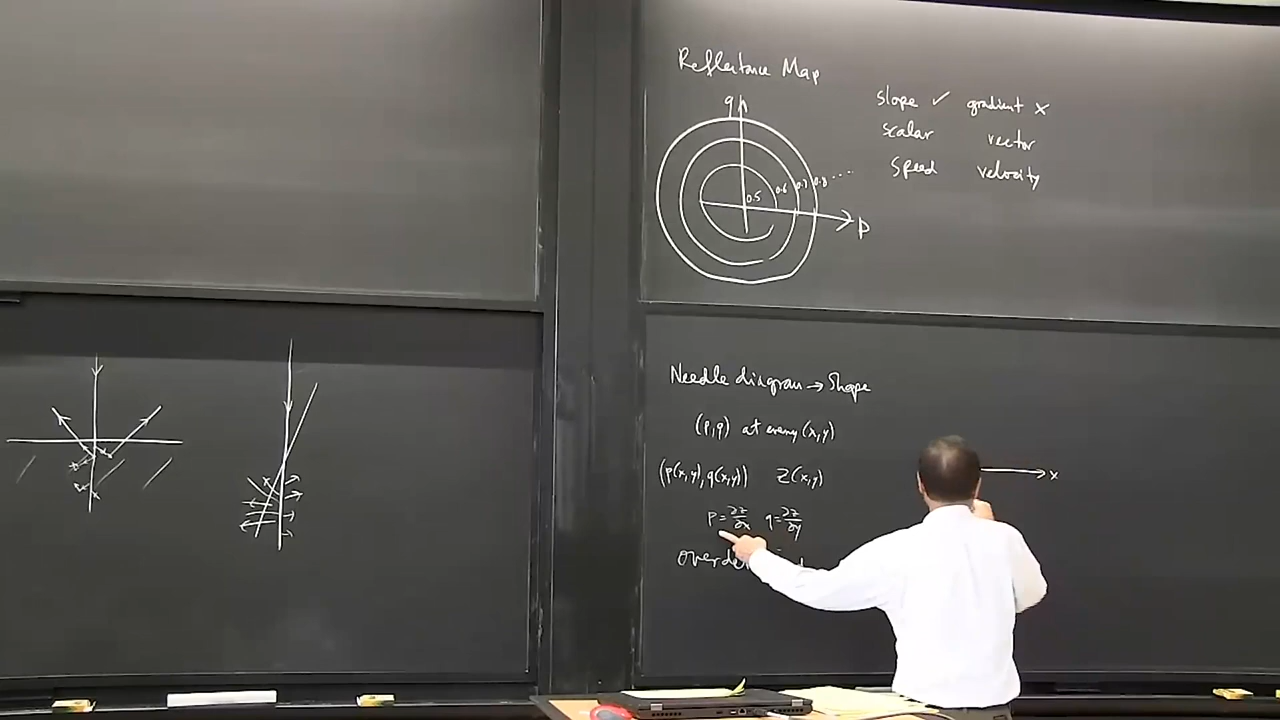 Reflectance Map
q
0.5 0.6 0.7 0.8 ...
p
slope ✓ gradient x
scalar vector
speed velocity
Needle diagram → Shape
(p,q) at every (x,y)
(p(x,y), q(x,y)) z(x,y)
p = ∂z/∂x q = ∂z/∂y
x